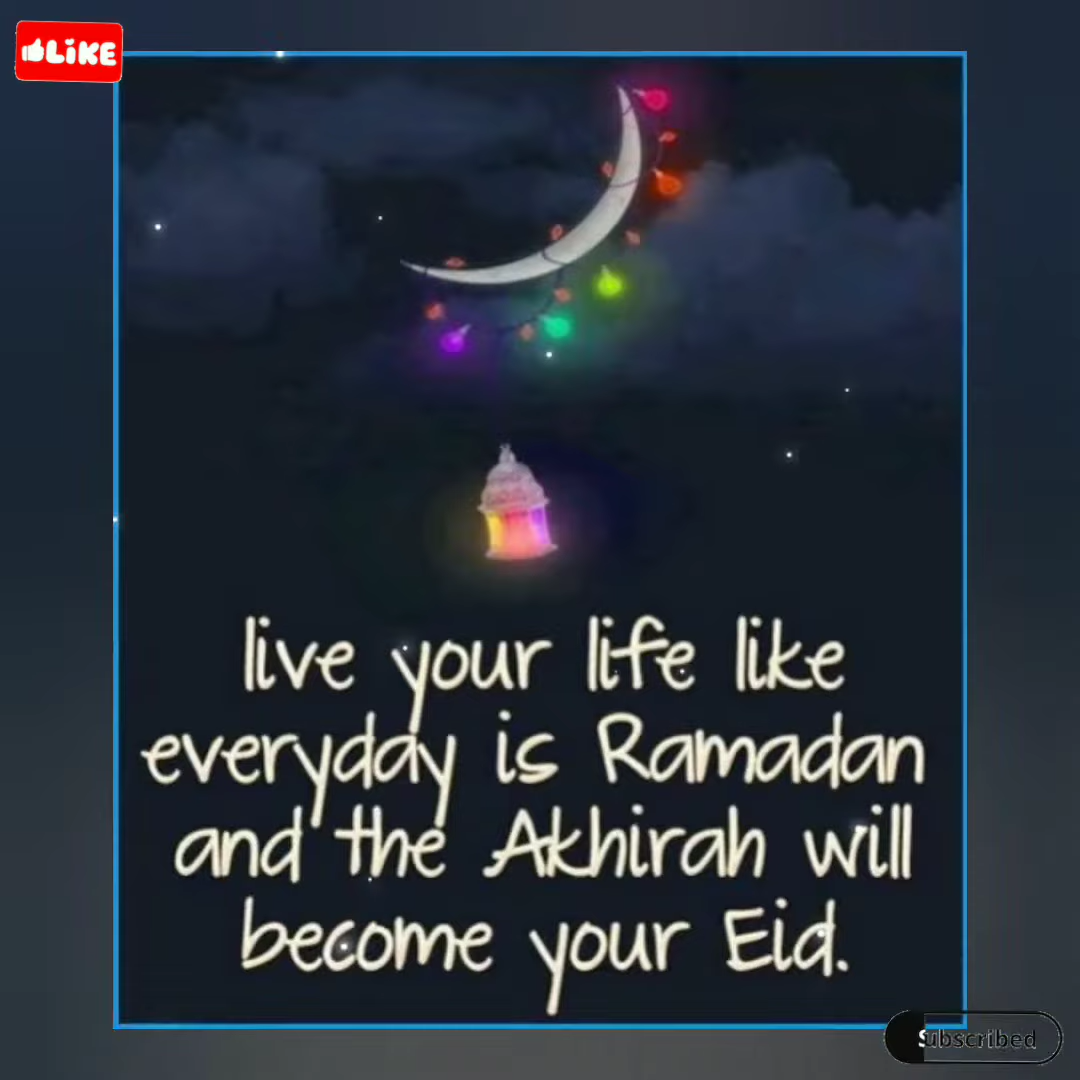 LiKE
live your life like
everyday is Ramadan
and the Akhirah will
become your Eid.
Subscribed